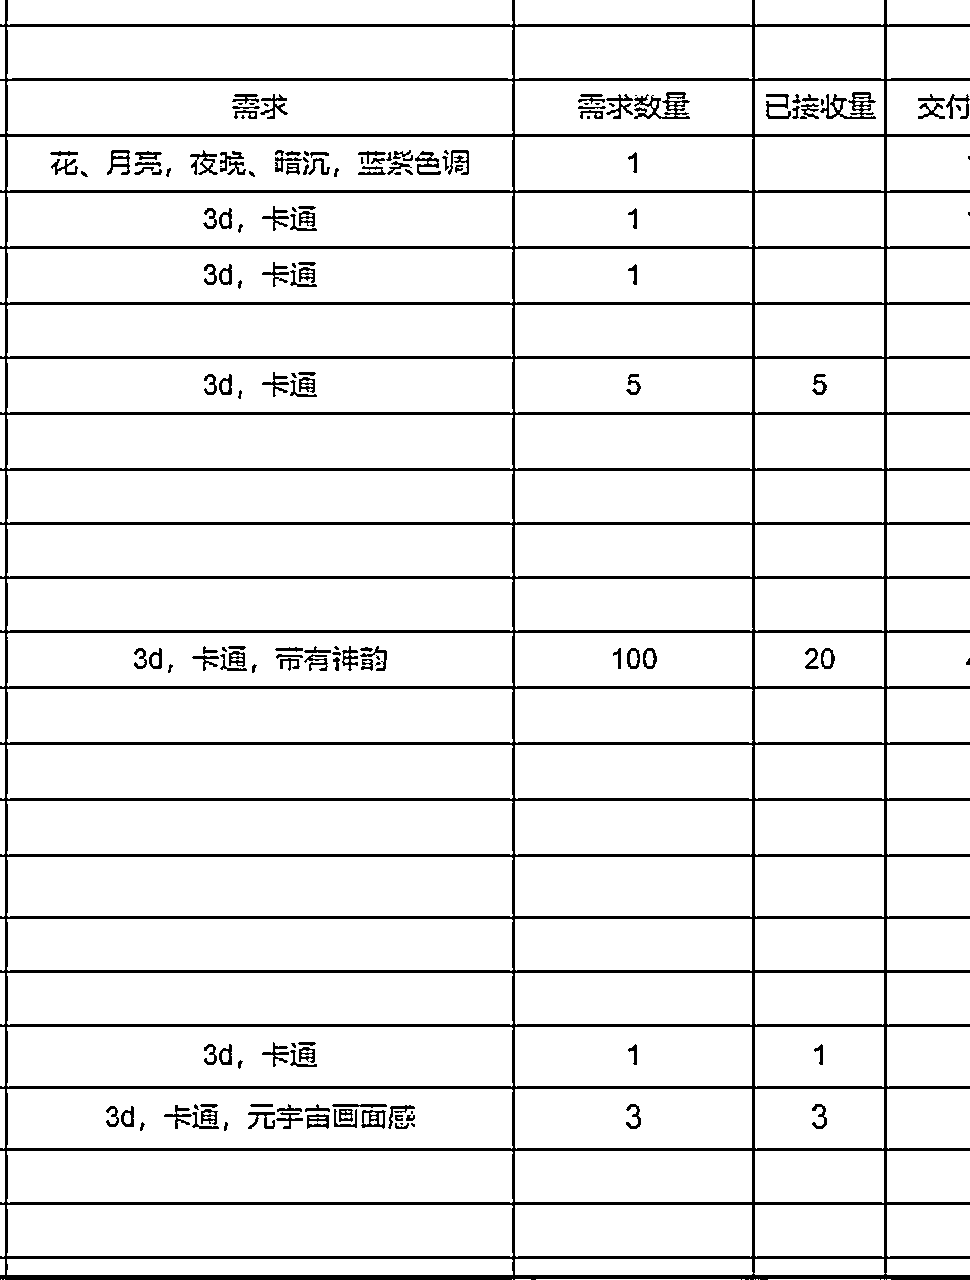 需求 需求数量 已接收量 交付
花、月亮，夜晚、暗沉，蓝紫色调 1
3d，卡通 1
3d，卡通 1
3d，卡通 5 5
3d，卡通，带有神韵 100 20
3d，卡通 1 1
3d，卡通，元宇宙画面感 3 3